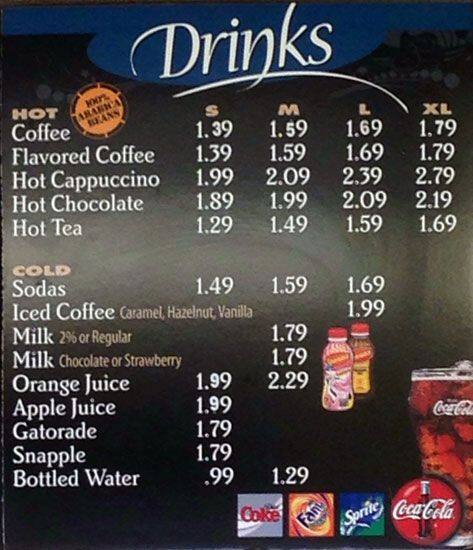 Drinks
HOT 100% ARABICA BEANS S M L XL
Coffee 1.39 1.59 1.69 1.79
Flavored Coffee 1.39 1.59 1.69 1.79
Hot Cappuccino 1.99 2.09 2.39 2.79
Hot Chocolate 1.89 1.99 2.09 2.19
Hot Tea 1.29 1.49 1.59 1.69
COLD
Sodas 1.49 1.59 1.69
Iced Coffee Caramel, Hazelnut, Vanilla 1.99
Milk 2% or Regular 1.79
Milk Chocolate or Strawberry 1.79
Orange Juice 1.99 2.29
Apple Juice 1.99
Gatorade 1.79
Snapple 1.79
Bottled Water .99 1.29
Coca-Cola
Coke Fanta Sprite Coca-Cola